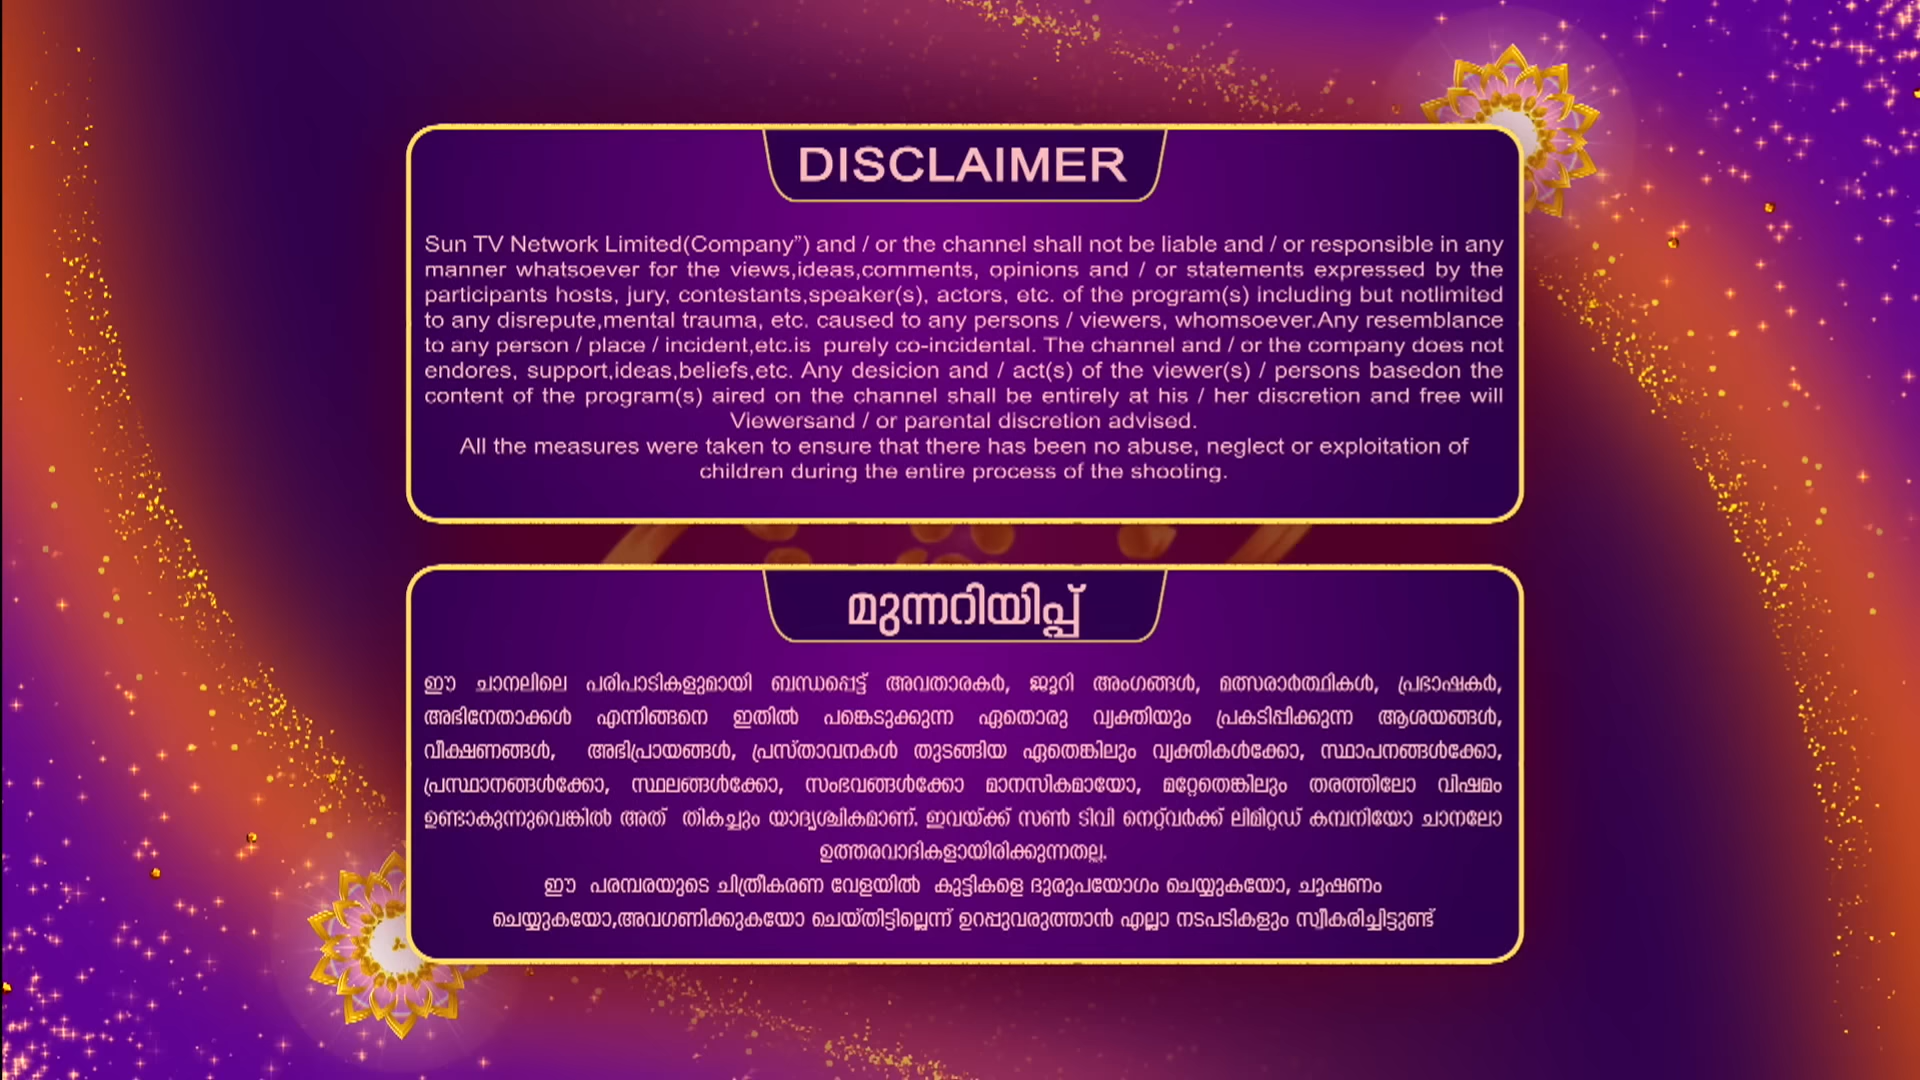 DISCLAIMER
Sun TV Network Limited(Company”) and / or the channel shall not be liable and / or responsible in any
manner whatsoever for the views,ideas,comments, opinions and / or statements expressed by the
participants hosts, jury, contestants,speaker(s), actors, etc. of the program(s) including but notlimited
to any disrepute,mental trauma, etc. caused to any persons / viewers, whomsoever.Any resemblance
to any person / place / incident,etc.is purely co-incidental. The channel and / or the company does not
endores, support,ideas,beliefs,etc. Any desicion and / act(s) of the viewer(s) / persons basedon the
content of the program(s) aired on the channel shall be entirely at his / her discretion and free will
Viewersand / or parental discretion advised.
All the measures were taken to ensure that there has been no abuse, neglect or exploitation of
children during the entire process of the shooting.
മുന്നറിയിപ്പ്
ഈ ചാനലിലെ പരിപാടികളുമായി ബന്ധപ്പെട്ട് അവതാരകർ, ജൂറി അംഗങ്ങൾ, മത്സരാർത്ഥികൾ, പ്രഭാഷകർ,
അഭിനേതാക്കൾ എന്നിങ്ങനെ ഇതിൽ പങ്കെടുക്കുന്ന ഏതൊരു വ്യക്തിയും പ്രകടിപ്പിക്കുന്ന ആശയങ്ങൾ,
വീക്ഷണങ്ങൾ, അഭിപ്രായങ്ങൾ, പ്രസ്താവനകൾ തുടങ്ങിയ ഏതെങ്കിലും വ്യക്തികൾക്കോ, സ്ഥാപനങ്ങൾക്കോ,
പ്രസ്ഥാനങ്ങൾക്കോ, സ്ഥലങ്ങൾക്കോ, സംഭവങ്ങൾക്കോ മാനസികമായോ, മറ്റേതെങ്കിലും തരത്തിലോ വിഷമം
ഉണ്ടാകുന്നുവെങ്കിൽ അത് തികച്ചും യാദൃശ്ചികമാണ്. ഇവയ്ക്ക് സൺ ടിവി നെറ്റ്‌വർക്ക് ലിമിറ്റഡ് കമ്പനിയോ ചാനലോ
ഉത്തരവാദികളായിരിക്കുന്നതല്ല.
ഈ പരമ്പരയുടെ ചിത്രീകരണ വേളയിൽ കുട്ടികളെ ദുരുപയോഗം ചെയ്യുകയോ, ചൂഷണം
ചെയ്യുകയോ,അവഗണിക്കുകയോ ചെയ്തിട്ടില്ലെന്ന് ഉറപ്പുവരുത്താൻ എല്ലാ നടപടികളും സ്വീകരിച്ചിട്ടുണ്ട്